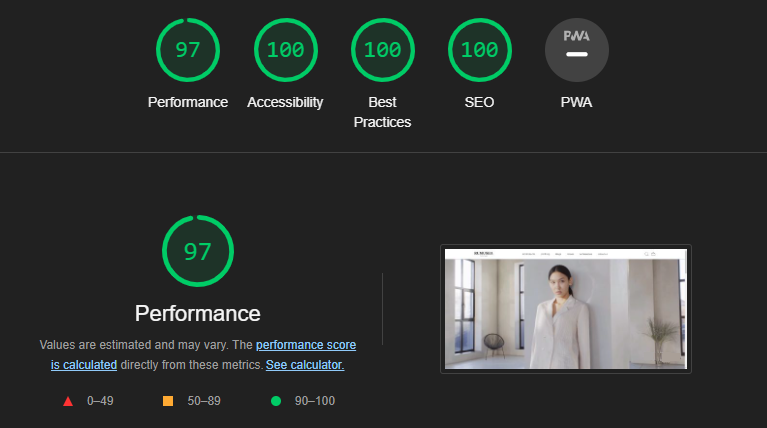 97
100
100
100
PWA
Performance
Accessibility
Best
Practices
SEO
PWA
97
Performance
Values are estimated and may vary. The performance score
is calculated directly from these metrics. See calculator.
0–49
50–89
90–100